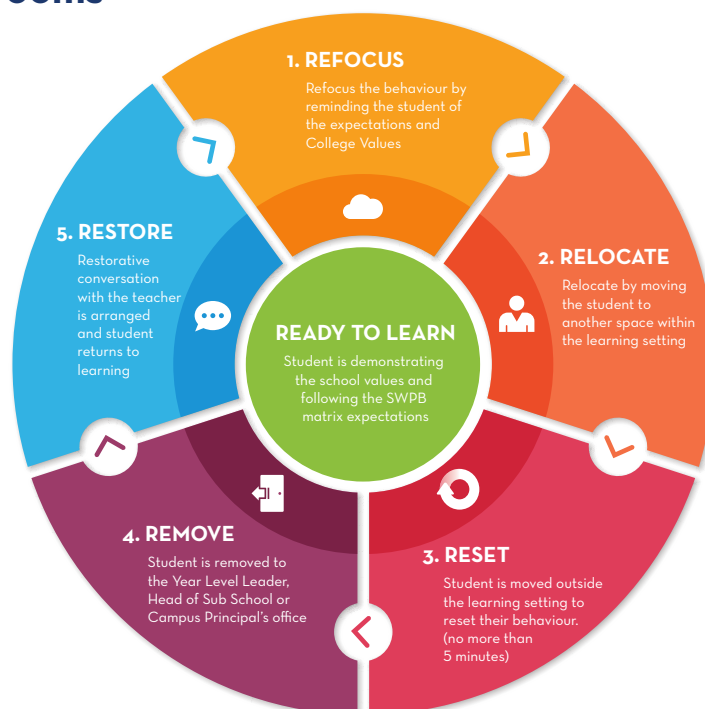 1. REFOCUS
Refocus the behaviour by
reminding the student of
the expectations and
College Values
2. RELOCATE
Relocate by moving
the student to
another space within
the learning setting
3. RESET
Student is moved outside
the learning setting to
reset their behaviour.
(no more than
5 minutes)
4. REMOVE
Student is removed to
the Year Level Leader,
Head of Sub School or
Campus Principal's office
5. RESTORE
Restorative
conversation
with the teacher
is arranged
and student
returns to
learning
READY TO LEARN
Student is demonstrating
the school values and
following the SWPB
matrix expectations